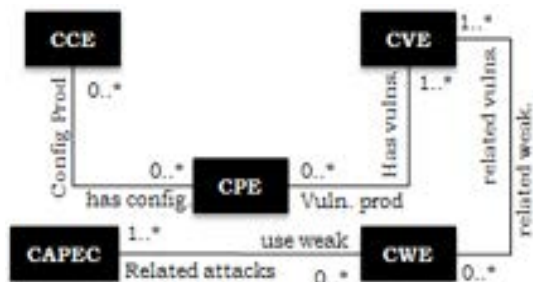 CCE
CVE
1..*
0..*
1..*
Config Prod
Has vulns.
related vulns.
related weak.
0..*
CPE
0..*
has config.
Vuln. prod
CAPEC
1..*
use weak
CWE
Related attacks
0..*
0..*